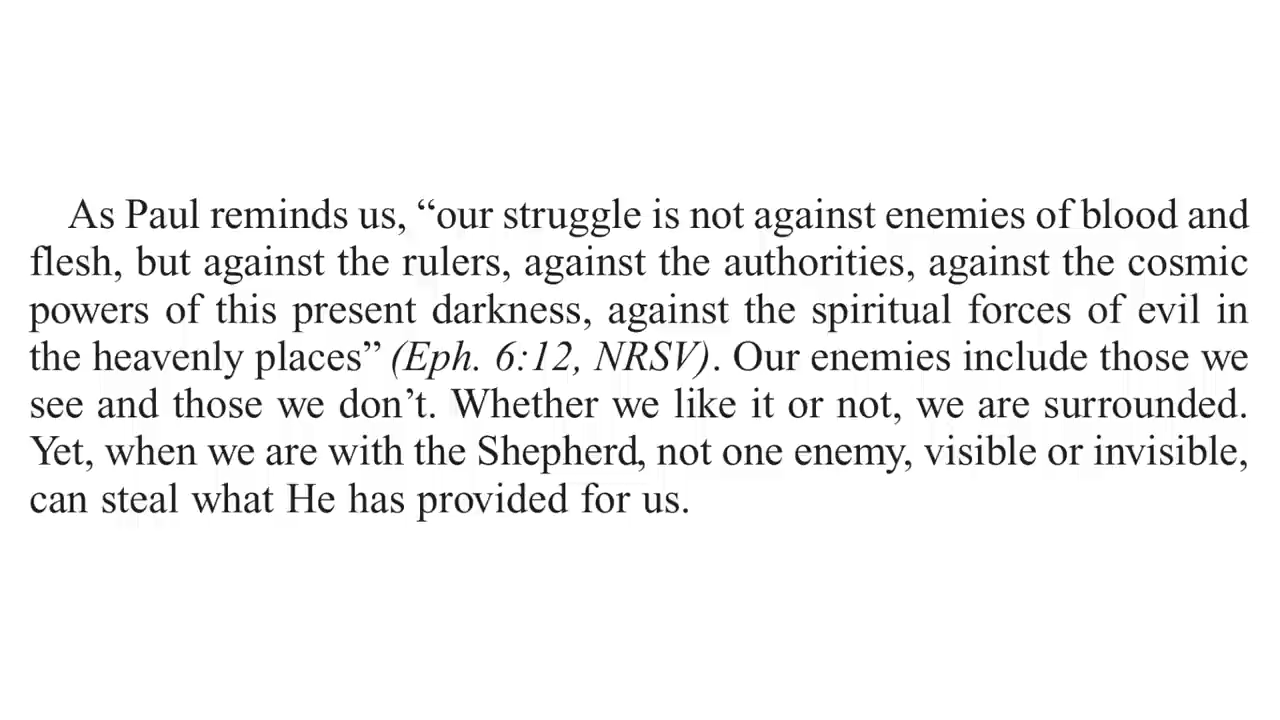 As Paul reminds us, “our struggle is not against enemies of blood and
flesh, but against the rulers, against the authorities, against the cosmic
powers of this present darkness, against the spiritual forces of evil in
the heavenly places” (Eph. 6:12, NRSV). Our enemies include those we
see and those we don’t. Whether we like it or not, we are surrounded.
Yet, when we are with the Shepherd, not one enemy, visible or invisible,
can steal what He has provided for us.